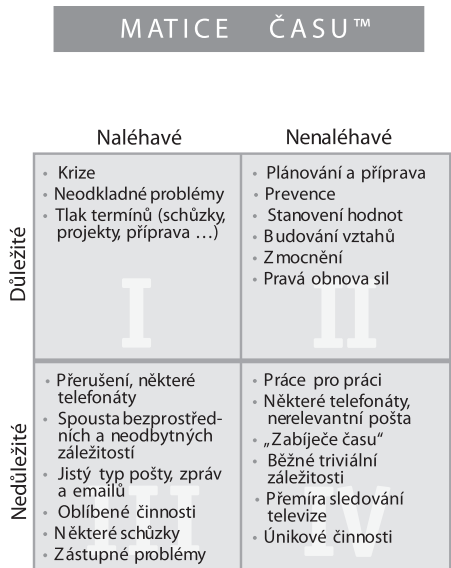 MATICE ČASU™
Naléhavé
Nenaléhavé
Důležité
• Krize
• Neodkladné problémy
• Tlak termínů (schůzky,
projekty, příprava …)
I
• Plánování a příprava
• Prevence
• Stanovení hodnot
• Budování vztahů
• Zmocnění
• Pravá obnova sil
II
Nedůležité
• Přerušení, některé
telefonáty
• Spousta bezprostřed-
ních a neodbytných
záležitostí
• Jistý typ pošty, zpráv
a emailů
• Oblíbené činnosti
• Některé schůzky
• Zástupné problémy
III
• Práce pro práci
• Některé telefonáty,
nerelevantní pošta
• „Zabíječe času“
• Běžné triviální
záležitosti
• Přemíra sledování
televize
• Únikové činnosti
IV